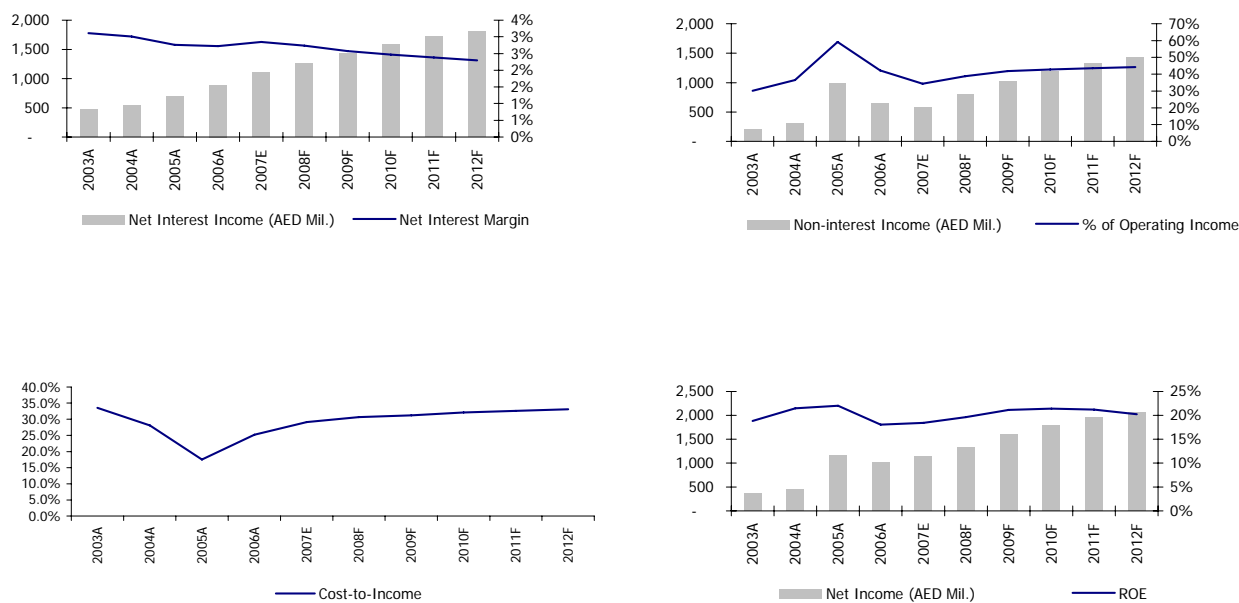 2,000
1,500
1,000
500
-
4%
3%
3%
2%
2%
1%
1%
0%
2003A
2004A
2005A
2006A
2007E
2008F
2009F
2010F
2011F
2012F
Net Interest Income (AED Mil.)
Net Interest Margin
2,000
1,500
1,000
500
-
70%
60%
50%
40%
30%
20%
10%
0%
2003A
2004A
2005A
2006A
2007E
2008F
2009F
2010F
2011F
2012F
Non-interest Income (AED Mil.)
% of Operating Income
40.0%
35.0%
30.0%
25.0%
20.0%
15.0%
10.0%
5.0%
0.0%
2003A
2004A
2005A
2006A
2007E
2008F
2009F
2010F
2011F
2012F
Cost-to-Income
2,500
2,000
1,500
1,000
500
-
25%
20%
15%
10%
5%
0%
2003A
2004A
2005A
2006A
2007E
2008F
2009F
2010F
2011F
2012F
Net Income (AED Mil.)
ROE